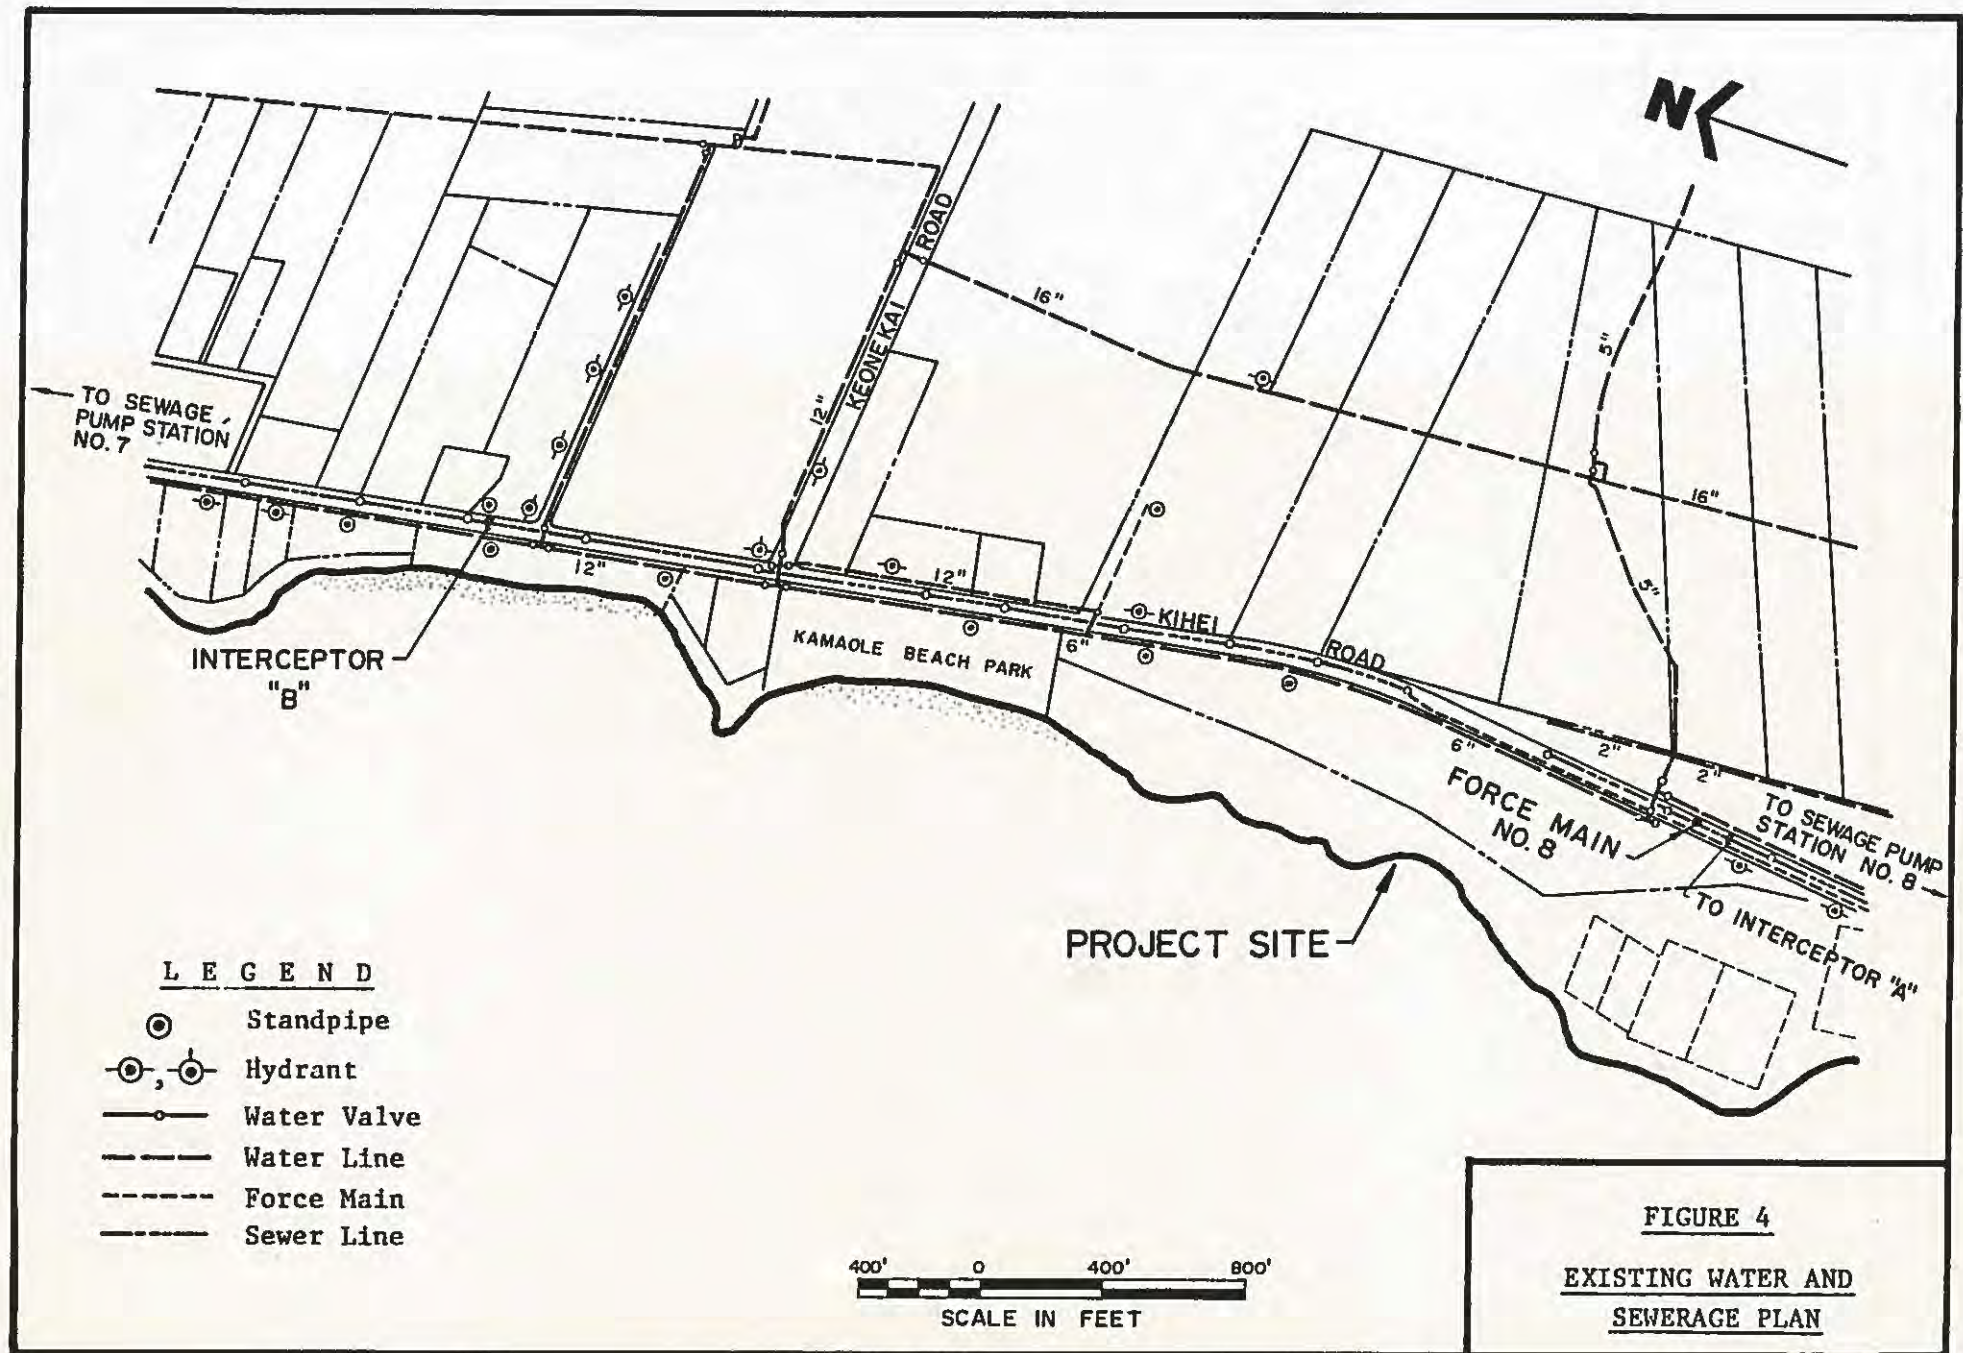 N
ROAD
KEONEKAI
16"
12"
5"
16"
5"
TO SEWAGE
PUMP STATION
NO. 7
12"
12"
KIHEI
ROAD
6"
KAMAOLE BEACH PARK
INTERCEPTOR
"B"
6"
2"
2"
FORCE MAIN
NO. 8
TO SEWAGE PUMP
STATION NO. 8
TO INTERCEPTOR "A"
PROJECT SITE
LEGEND
Standpipe
Hydrant
Water Valve
Water Line
Force Main
Sewer Line
400' 0 400' 800'
SCALE IN FEET
FIGURE 4
EXISTING WATER AND
SEWERAGE PLAN